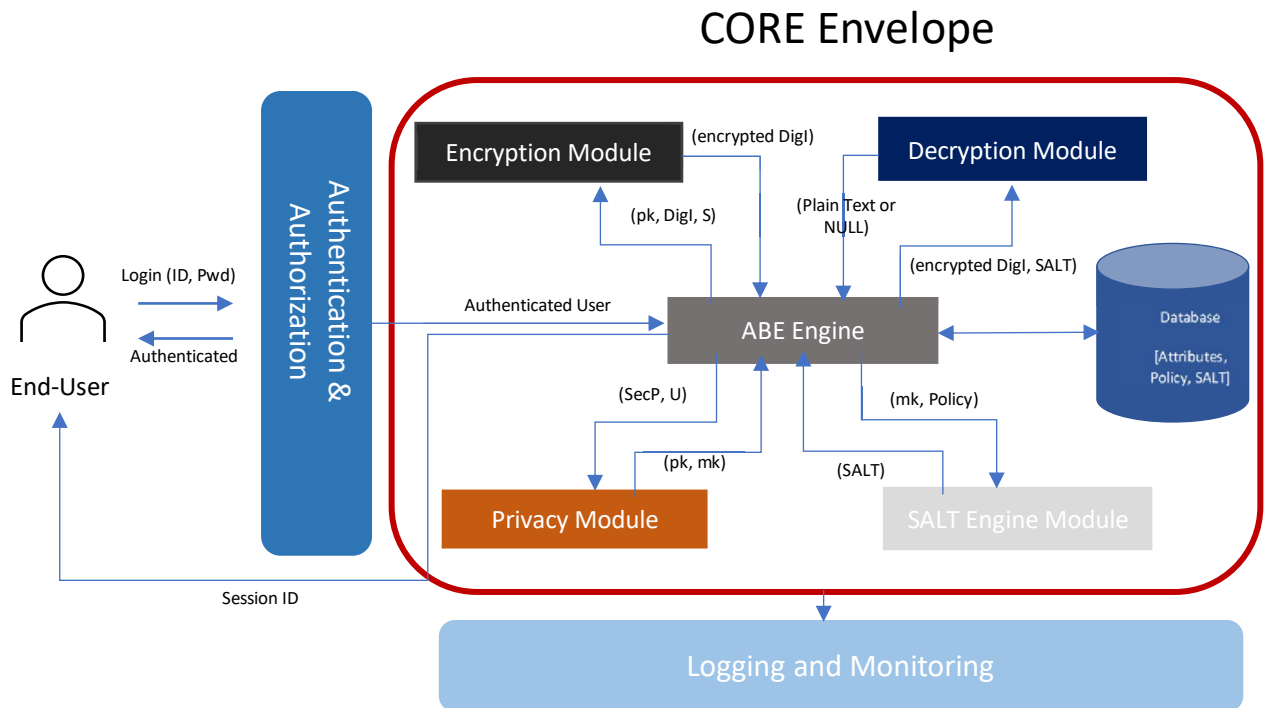 CORE Envelope
Authentication &
Authorization
Encryption Module
(encrypted DigI)
Decryption Module
(pk, DigI, S)
(Plain Text or
NULL)
(encrypted DigI, SALT)
Login (ID, Pwd)
Authenticated
End-User
Authenticated User
ABE Engine
Database
[Attributes,
Policy, SALT]
(SecP, U)
(mk, Policy)
(pk, mk)
(SALT)
Privacy Module
SALT Engine Module
Session ID
Logging and Monitoring